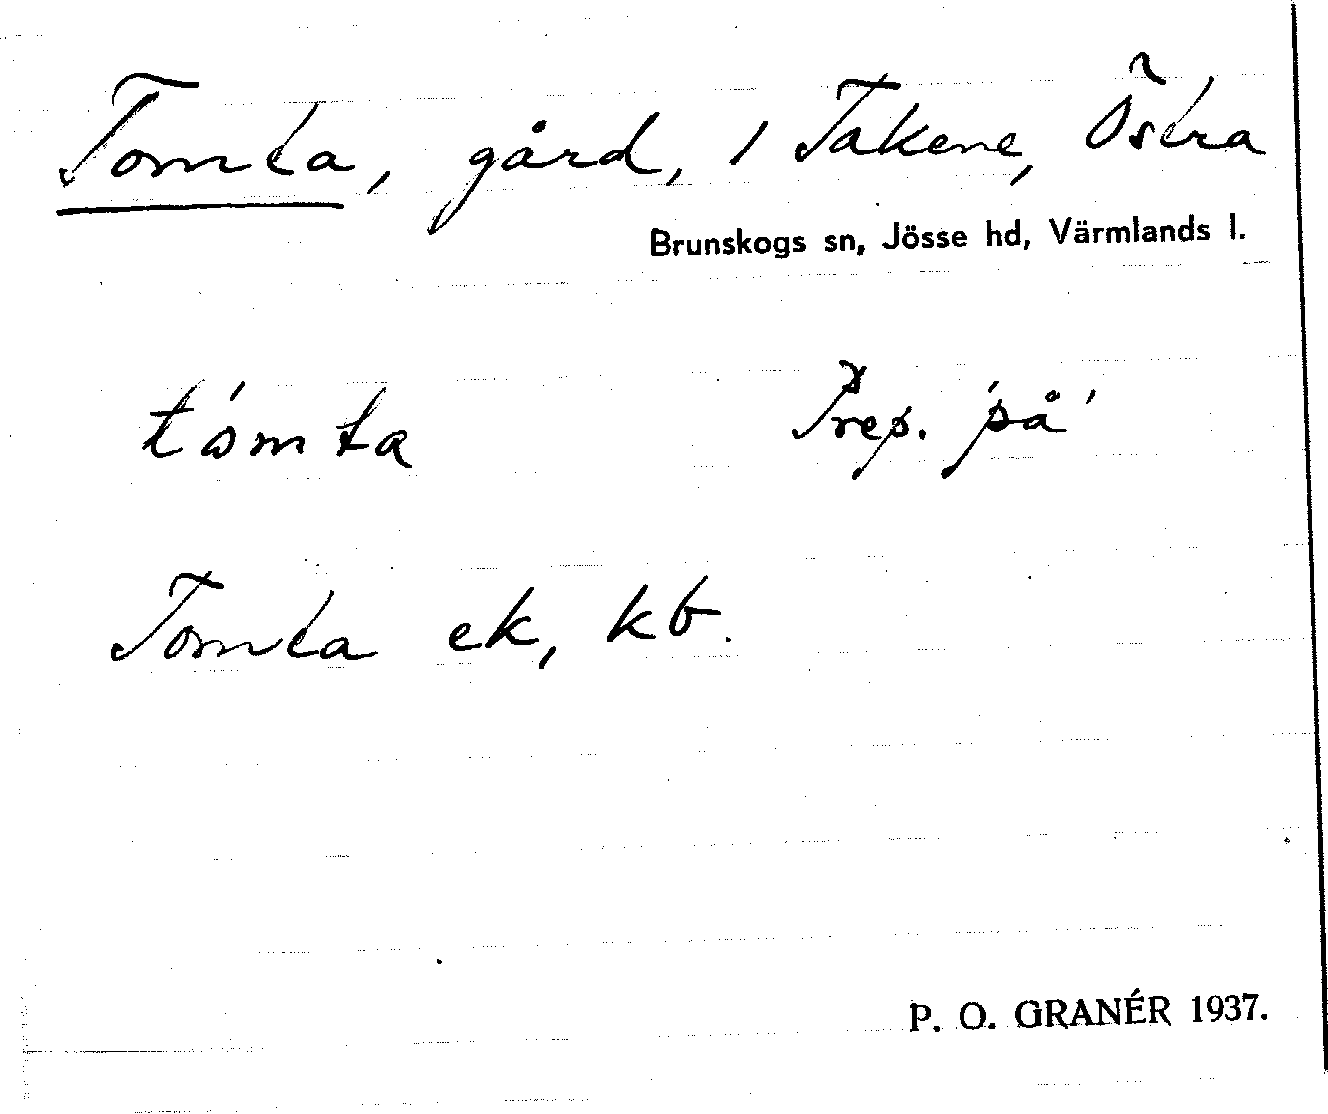 Tomta, gård, i Takene, Östra
Brunskogs sn, Jösse hd, Värmlands l.
tómta Prep. 'på'
Tomta ek, kb.
P. O. GRANÉR 1937.